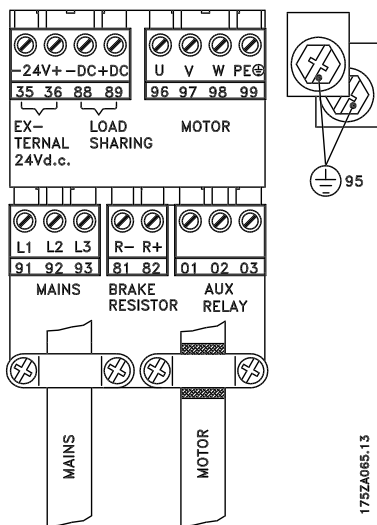 -24V+ -DC+DC U V W PE⏚
35 36 88 89 96 97 98 99
EX-
TERNAL
24Vd.c.
LOAD
SHARING
MOTOR
95
L1 L2 L3 R- R+
91 92 93 81 82 01 02 03
MAINS
BRAKE
RESISTOR
AUX
RELAY
MAINS
MOTOR
175ZA065.13